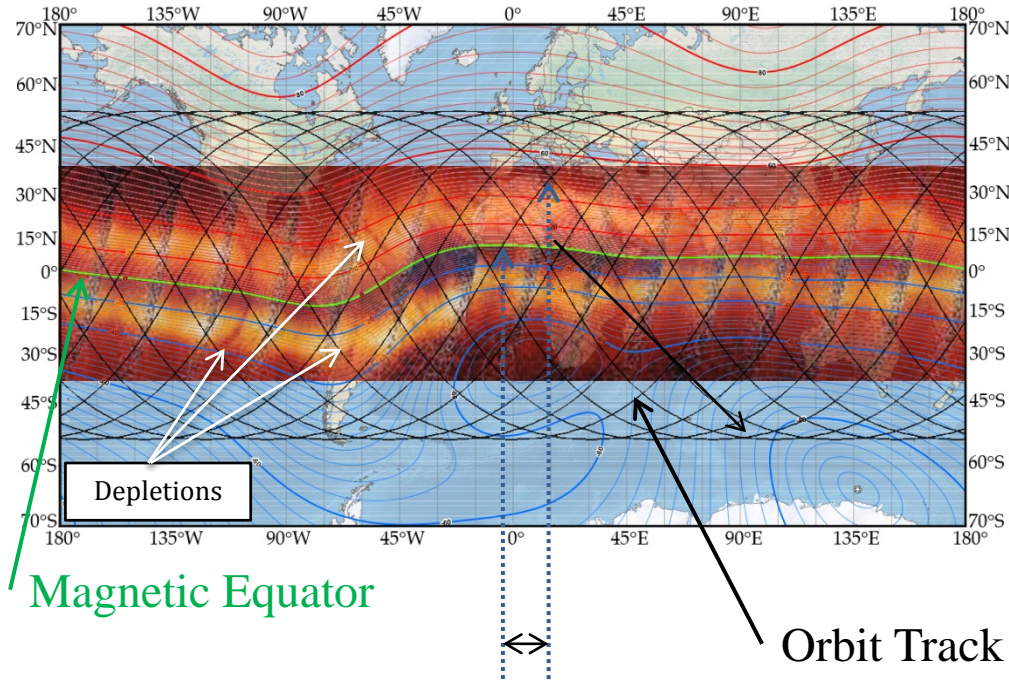 180° 135°W 90°W 45°W 0° 45°E 90°E 135°E 180°
70°N 70°N
60°N 60°N
45°N 45°N
30°N 30°N
15°N 15°N
0° 0°
15°S 15°S
30°S 30°S
45°S 45°S
60°S 60°S
70°S 70°S
Depletions
180° 135°W 90°W 45°W 0° 45°E 90°E 135°E 180°
Magnetic Equator
Orbit Track